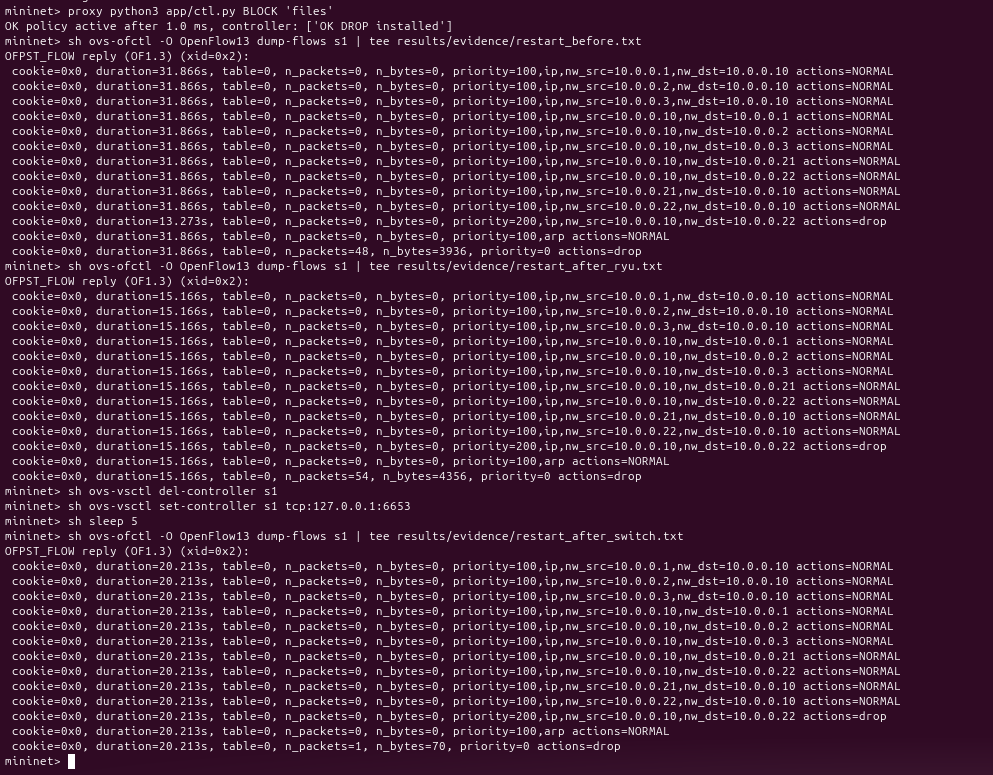 mininet> proxy python3 app/ctl.py BLOCK 'files'
OK policy active after 1.0 ms, controller: ['OK DROP installed']
mininet> sh ovs-ofctl -O OpenFlow13 dump-flows s1 | tee results/evidence/restart_before.txt
OFPST_FLOW reply (OF1.3) (xid=0x2):
 cookie=0x0, duration=31.866s, table=0, n_packets=0, n_bytes=0, priority=100,ip,nw_src=10.0.0.1,nw_dst=10.0.0.10 actions=NORMAL
 cookie=0x0, duration=31.866s, table=0, n_packets=0, n_bytes=0, priority=100,ip,nw_src=10.0.0.2,nw_dst=10.0.0.10 actions=NORMAL
 cookie=0x0, duration=31.866s, table=0, n_packets=0, n_bytes=0, priority=100,ip,nw_src=10.0.0.3,nw_dst=10.0.0.10 actions=NORMAL
 cookie=0x0, duration=31.866s, table=0, n_packets=0, n_bytes=0, priority=100,ip,nw_src=10.0.0.10,nw_dst=10.0.0.1 actions=NORMAL
 cookie=0x0, duration=31.866s, table=0, n_packets=0, n_bytes=0, priority=100,ip,nw_src=10.0.0.10,nw_dst=10.0.0.2 actions=NORMAL
 cookie=0x0, duration=31.866s, table=0, n_packets=0, n_bytes=0, priority=100,ip,nw_src=10.0.0.10,nw_dst=10.0.0.3 actions=NORMAL
 cookie=0x0, duration=31.866s, table=0, n_packets=0, n_bytes=0, priority=100,ip,nw_src=10.0.0.10,nw_dst=10.0.0.21 actions=NORMAL
 cookie=0x0, duration=31.866s, table=0, n_packets=0, n_bytes=0, priority=100,ip,nw_src=10.0.0.10,nw_dst=10.0.0.22 actions=NORMAL
 cookie=0x0, duration=31.866s, table=0, n_packets=0, n_bytes=0, priority=100,ip,nw_src=10.0.0.21,nw_dst=10.0.0.10 actions=NORMAL
 cookie=0x0, duration=31.866s, table=0, n_packets=0, n_bytes=0, priority=100,ip,nw_src=10.0.0.22,nw_dst=10.0.0.10 actions=NORMAL
 cookie=0x0, duration=13.273s, table=0, n_packets=0, n_bytes=0, priority=200,ip,nw_src=10.0.0.10,nw_dst=10.0.0.22 actions=drop
 cookie=0x0, duration=31.866s, table=0, n_packets=0, n_bytes=0, priority=100,arp actions=NORMAL
 cookie=0x0, duration=31.866s, table=0, n_packets=48, n_bytes=3936, priority=0 actions=drop
mininet> sh ovs-ofctl -O OpenFlow13 dump-flows s1 | tee results/evidence/restart_after_ryu.txt
OFPST_FLOW reply (OF1.3) (xid=0x2):
 cookie=0x0, duration=15.166s, table=0, n_packets=0, n_bytes=0, priority=100,ip,nw_src=10.0.0.1,nw_dst=10.0.0.10 actions=NORMAL
 cookie=0x0, duration=15.166s, table=0, n_packets=0, n_bytes=0, priority=100,ip,nw_src=10.0.0.2,nw_dst=10.0.0.10 actions=NORMAL
 cookie=0x0, duration=15.166s, table=0, n_packets=0, n_bytes=0, priority=100,ip,nw_src=10.0.0.3,nw_dst=10.0.0.10 actions=NORMAL
 cookie=0x0, duration=15.166s, table=0, n_packets=0, n_bytes=0, priority=100,ip,nw_src=10.0.0.10,nw_dst=10.0.0.1 actions=NORMAL
 cookie=0x0, duration=15.166s, table=0, n_packets=0, n_bytes=0, priority=100,ip,nw_src=10.0.0.10,nw_dst=10.0.0.2 actions=NORMAL
 cookie=0x0, duration=15.166s, table=0, n_packets=0, n_bytes=0, priority=100,ip,nw_src=10.0.0.10,nw_dst=10.0.0.3 actions=NORMAL
 cookie=0x0, duration=15.166s, table=0, n_packets=0, n_bytes=0, priority=100,ip,nw_src=10.0.0.10,nw_dst=10.0.0.21 actions=NORMAL
 cookie=0x0, duration=15.166s, table=0, n_packets=0, n_bytes=0, priority=100,ip,nw_src=10.0.0.10,nw_dst=10.0.0.22 actions=NORMAL
 cookie=0x0, duration=15.166s, table=0, n_packets=0, n_bytes=0, priority=100,ip,nw_src=10.0.0.21,nw_dst=10.0.0.10 actions=NORMAL
 cookie=0x0, duration=15.166s, table=0, n_packets=0, n_bytes=0, priority=100,ip,nw_src=10.0.0.22,nw_dst=10.0.0.10 actions=NORMAL
 cookie=0x0, duration=15.166s, table=0, n_packets=0, n_bytes=0, priority=200,ip,nw_src=10.0.0.10,nw_dst=10.0.0.22 actions=drop
 cookie=0x0, duration=15.166s, table=0, n_packets=0, n_bytes=0, priority=100,arp actions=NORMAL
 cookie=0x0, duration=15.166s, table=0, n_packets=54, n_bytes=4356, priority=0 actions=drop
mininet> sh ovs-vsctl del-controller s1
mininet> sh ovs-vsctl set-controller s1 tcp:127.0.0.1:6653
mininet> sh sleep 5
mininet> sh ovs-ofctl -O OpenFlow13 dump-flows s1 | tee results/evidence/restart_after_switch.txt
OFPST_FLOW reply (OF1.3) (xid=0x2):
 cookie=0x0, duration=20.213s, table=0, n_packets=0, n_bytes=0, priority=100,ip,nw_src=10.0.0.1,nw_dst=10.0.0.10 actions=NORMAL
 cookie=0x0, duration=20.213s, table=0, n_packets=0, n_bytes=0, priority=100,ip,nw_src=10.0.0.2,nw_dst=10.0.0.10 actions=NORMAL
 cookie=0x0, duration=20.213s, table=0, n_packets=0, n_bytes=0, priority=100,ip,nw_src=10.0.0.3,nw_dst=10.0.0.10 actions=NORMAL
 cookie=0x0, duration=20.213s, table=0, n_packets=0, n_bytes=0, priority=100,ip,nw_src=10.0.0.10,nw_dst=10.0.0.1 actions=NORMAL
 cookie=0x0, duration=20.213s, table=0, n_packets=0, n_bytes=0, priority=100,ip,nw_src=10.0.0.10,nw_dst=10.0.0.2 actions=NORMAL
 cookie=0x0, duration=20.213s, table=0, n_packets=0, n_bytes=0, priority=100,ip,nw_src=10.0.0.10,nw_dst=10.0.0.3 actions=NORMAL
 cookie=0x0, duration=20.213s, table=0, n_packets=0, n_bytes=0, priority=100,ip,nw_src=10.0.0.10,nw_dst=10.0.0.21 actions=NORMAL
 cookie=0x0, duration=20.213s, table=0, n_packets=0, n_bytes=0, priority=100,ip,nw_src=10.0.0.10,nw_dst=10.0.0.22 actions=NORMAL
 cookie=0x0, duration=20.213s, table=0, n_packets=0, n_bytes=0, priority=100,ip,nw_src=10.0.0.21,nw_dst=10.0.0.10 actions=NORMAL
 cookie=0x0, duration=20.213s, table=0, n_packets=0, n_bytes=0, priority=100,ip,nw_src=10.0.0.22,nw_dst=10.0.0.10 actions=NORMAL
 cookie=0x0, duration=20.213s, table=0, n_packets=0, n_bytes=0, priority=200,ip,nw_src=10.0.0.10,nw_dst=10.0.0.22 actions=drop
 cookie=0x0, duration=20.213s, table=0, n_packets=0, n_bytes=0, priority=100,arp actions=NORMAL
 cookie=0x0, duration=20.213s, table=0, n_packets=1, n_bytes=70, priority=0 actions=drop
mininet>